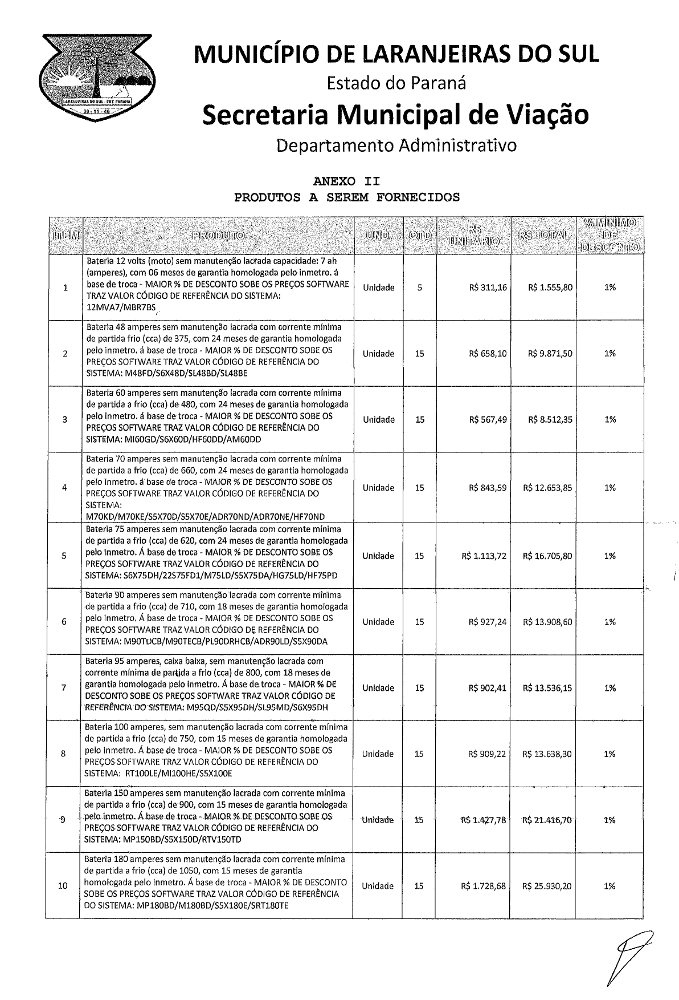 LARANJEIRAS DO SUL - EST. PARANÁ
30 - 11 - 46
MUNICÍPIO DE LARANJEIRAS DO SUL
Estado do Paraná
Secretaria Municipal de Viação
Departamento Administrativo
ANEXO II
PRODUTOS A SEREM FORNECIDOS
ITEM PRODUTO UND. QTD R$ UNITÁRIO R$ TOTAL % MÍNIMO DE DESCONTO
Bateria 12 volts (moto) sem manutenção lacrada capacidade: 7 ah
(amperes), com 06 meses de garantia homologada pelo inmetro. á
base de troca - MAIOR % DE DESCONTO SOBE OS PREÇOS SOFTWARE
TRAZ VALOR CÓDIGO DE REFERÊNCIA DO SISTEMA:
12MVA7/MBR7BS
1 Unidade 5 R$ 311,16 R$ 1.555,80 1%
Bateria 48 amperes sem manutenção lacrada com corrente mínima
de partida frio (cca) de 375, com 24 meses de garantia homologada
pelo inmetro. á base de troca - MAIOR % DE DESCONTO SOBE OS
PREÇOS SOFTWARE TRAZ VALOR CÓDIGO DE REFERÊNCIA DO
SISTEMA: M48FD/S6X48D/SL48BD/SL48BE
2 Unidade 15 R$ 658,10 R$ 9.871,50 1%
Bateria 60 amperes sem manutenção lacrada com corrente mínima
de partida a frio (cca) de 480, com 24 meses de garantia homologada
pelo inmetro. á base de troca - MAIOR % DE DESCONTO SOBE OS
PREÇOS SOFTWARE TRAZ VALOR CÓDIGO DE REFERÊNCIA DO
SISTEMA: MI60GD/S6X60D/HF60DD/AM60DD
3 Unidade 15 R$ 567,49 R$ 8.512,35 1%
Bateria 70 amperes sem manutenção lacrada com corrente mínima
de partida a frio (cca) de 660, com 24 meses de garantia homologada
pelo inmetro. á base de troca - MAIOR % DE DESCONTO SOBE OS
PREÇOS SOFTWARE TRAZ VALOR CÓDIGO DE REFERÊNCIA DO
SISTEMA:
M70KD/M70KE/S5X70D/S5X70E/ADR70ND/ADR70NE/HF70ND
4 Unidade 15 R$ 843,59 R$ 12.653,85 1%
Bateria 75 amperes sem manutenção lacrada com corrente mínima
de partida a frio (cca) de 620, com 24 meses de garantia homologada
pelo inmetro. Á base de troca - MAIOR % DE DESCONTO SOBE OS
PREÇOS SOFTWARE TRAZ VALOR CÓDIGO DE REFERÊNCIA DO
SISTEMA: S6X75DH/22S75FD1/M75LD/S5X75DA/HG75LD/HF75PD
5 Unidade 15 R$ 1.113,72 R$ 16.705,80 1%
Bateria 90 amperes sem manutenção lacrada com corrente mínima
de partida a frio (cca) de 710, com 18 meses de garantia homologada
pelo inmetro. Á base de troca - MAIOR % DE DESCONTO SOBE OS
PREÇOS SOFTWARE TRAZ VALOR CÓDIGO DE REFERÊNCIA DO
SISTEMA: M90TDCB/M90TECB/PL90DRHCB/ADR90LD/S5X90DA
6 Unidade 15 R$ 927,24 R$ 13.908,60 1%
Bateria 95 amperes, caixa baixa, sem manutenção lacrada com
corrente mínima de partida a frio (cca) de 800, com 18 meses de
garantia homologada pelo inmetro. Á base de troca - MAIOR % DE
DESCONTO SOBE OS PREÇOS SOFTWARE TRAZ VALOR CÓDIGO DE
REFERÊNCIA DO SISTEMA: M95QD/S5X95DH/SL95MD/S6X95DH
7 Unidade 15 R$ 902,41 R$ 13.536,15 1%
Bateria 100 amperes, sem manutenção lacrada com corrente mínima
de partida a frio (cca) de 750, com 15 meses de garantia homologada
pelo inmetro. Á base de troca - MAIOR % DE DESCONTO SOBE OS
PREÇOS SOFTWARE TRAZ VALOR CÓDIGO DE REFERÊNCIA DO
SISTEMA: RT100LE/MI100HE/S5X100E
8 Unidade 15 R$ 909,22 R$ 13.638,30 1%
Bateria 150 amperes sem manutenção lacrada com corrente mínima
de partida a frio (cca) de 900, com 15 meses de garantia homologada
pelo inmetro. Á base de troca - MAIOR % DE DESCONTO SOBE OS
PREÇOS SOFTWARE TRAZ VALOR CÓDIGO DE REFERÊNCIA DO
SISTEMA: MP150BD/S5X150D/RTV150TD
9 Unidade 15 R$ 1.427,78 R$ 21.416,70 1%
Bateria 180 amperes sem manutenção lacrada com corrente mínima
de partida a frio (cca) de 1050, com 15 meses de garantia
homologada pelo inmetro. Á base de troca - MAIOR % DE DESCONTO
SOBE OS PREÇOS SOFTWARE TRAZ VALOR CÓDIGO DE REFERÊNCIA
DO SISTEMA: MP180BD/M180BD/S5X180E/SRT180TE
10 Unidade 15 R$ 1.728,68 R$ 25.930,20 1%